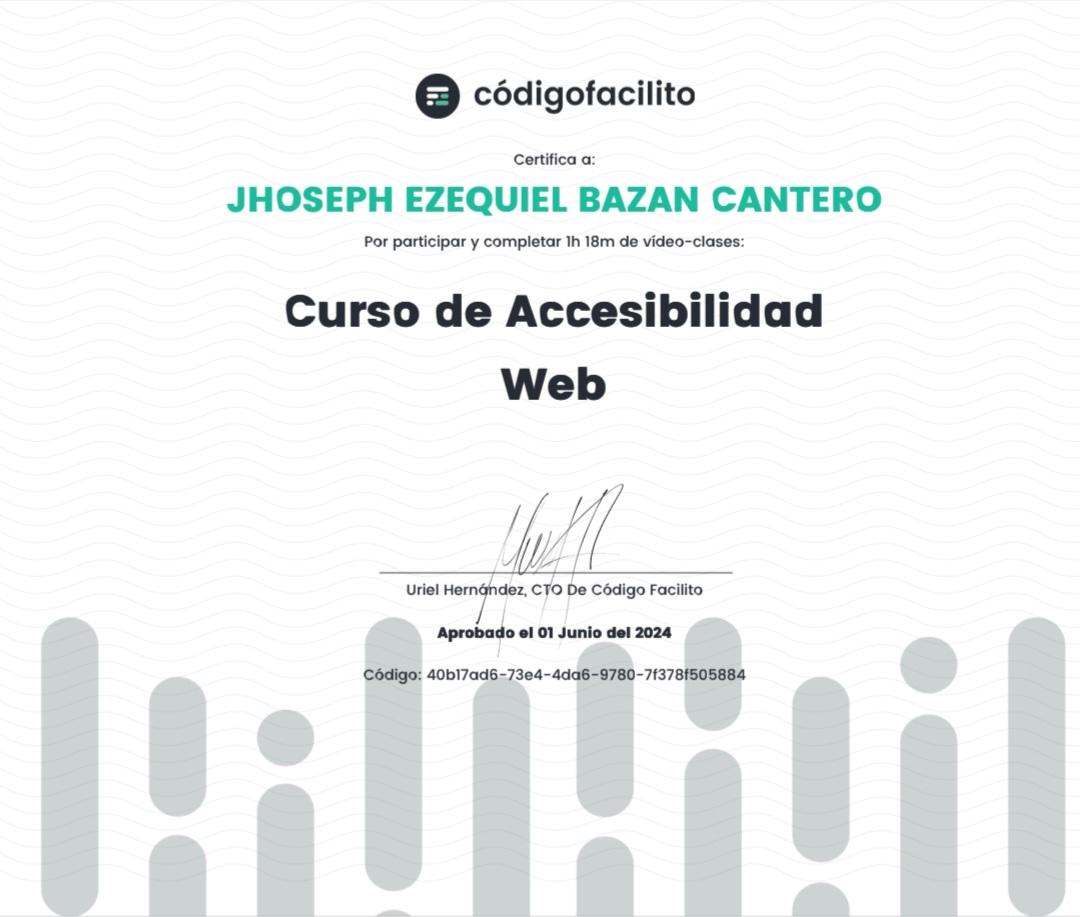 códigofacilito
Certifica a:
JHOSEPH EZEQUIEL BAZAN CANTERO
Por participar y completar 1h 18m de vídeo-clases:
Curso de Accesibilidad
Web
Uriel Hernández, CTO De Código Facilito
Aprobado el 01 Junio del 2024
Código: 40b17ad6-73e4-4da6-9780-7f378f505884